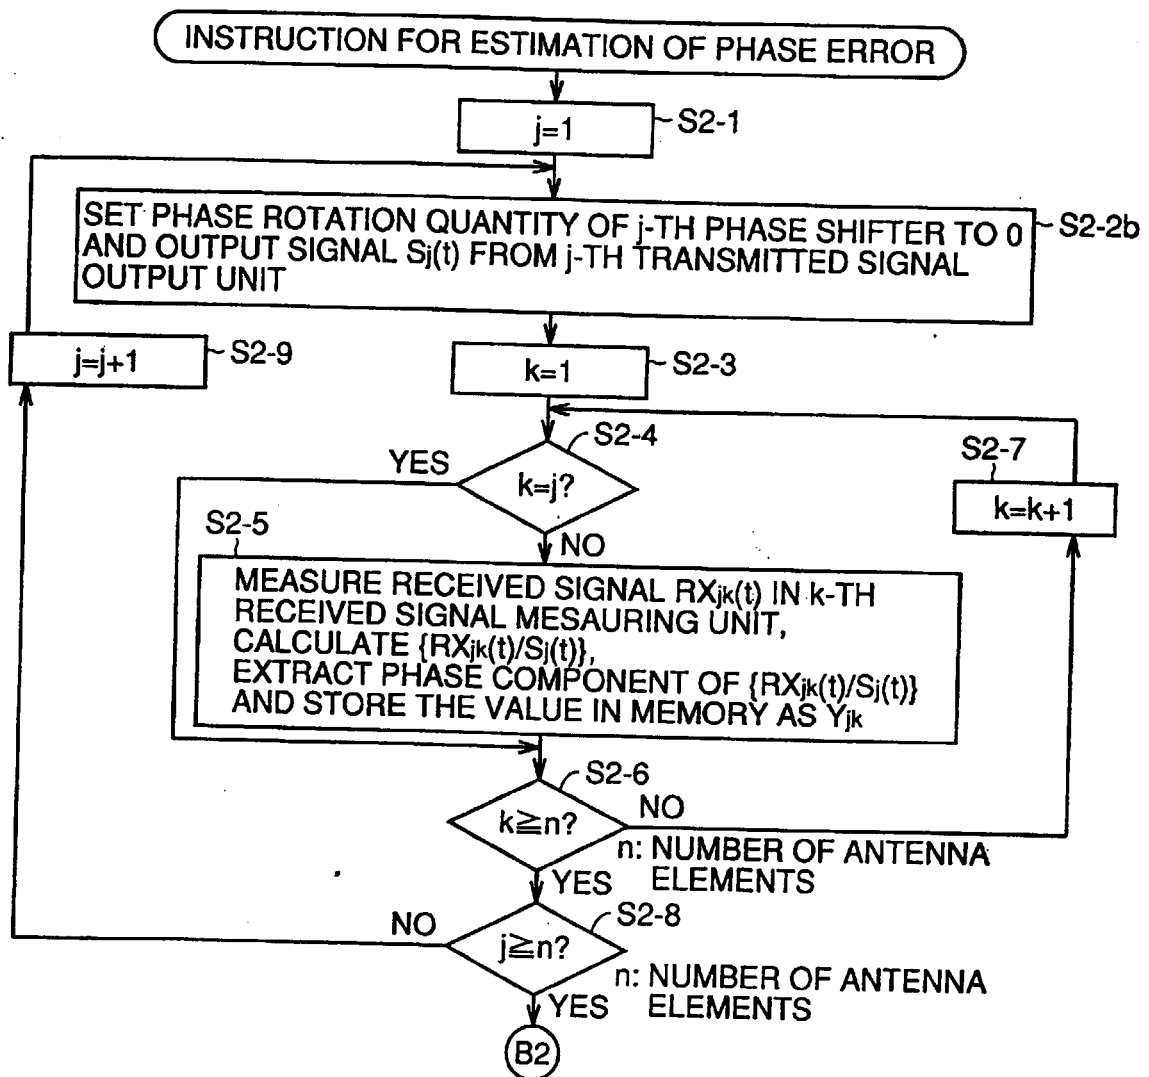 INSTRUCTION FOR ESTIMATION OF PHASE ERROR
j=1
S2-1
SET PHASE ROTATION QUANTITY OF j-TH PHASE SHIFTER TO 0
AND OUTPUT SIGNAL Sj(t) FROM j-TH TRANSMITTED SIGNAL
OUTPUT UNIT
S2-2b
j=j+1
S2-9
k=1
S2-3
S2-4
YES
k=j?
S2-7
k=k+1
S2-5
NO
MEASURE RECEIVED SIGNAL RXjk(t) IN k-TH
RECEIVED SIGNAL MESAURING UNIT,
CALCULATE {RXjk(t)/Sj(t)},
EXTRACT PHASE COMPONENT OF {RXjk(t)/Sj(t)}
AND STORE THE VALUE IN MEMORY AS Yjk
S2-6
k≧n?
NO
n: NUMBER OF ANTENNA
ELEMENTS
YES
S2-8
NO
j≧n?
n: NUMBER OF ANTENNA
ELEMENTS
YES
B2